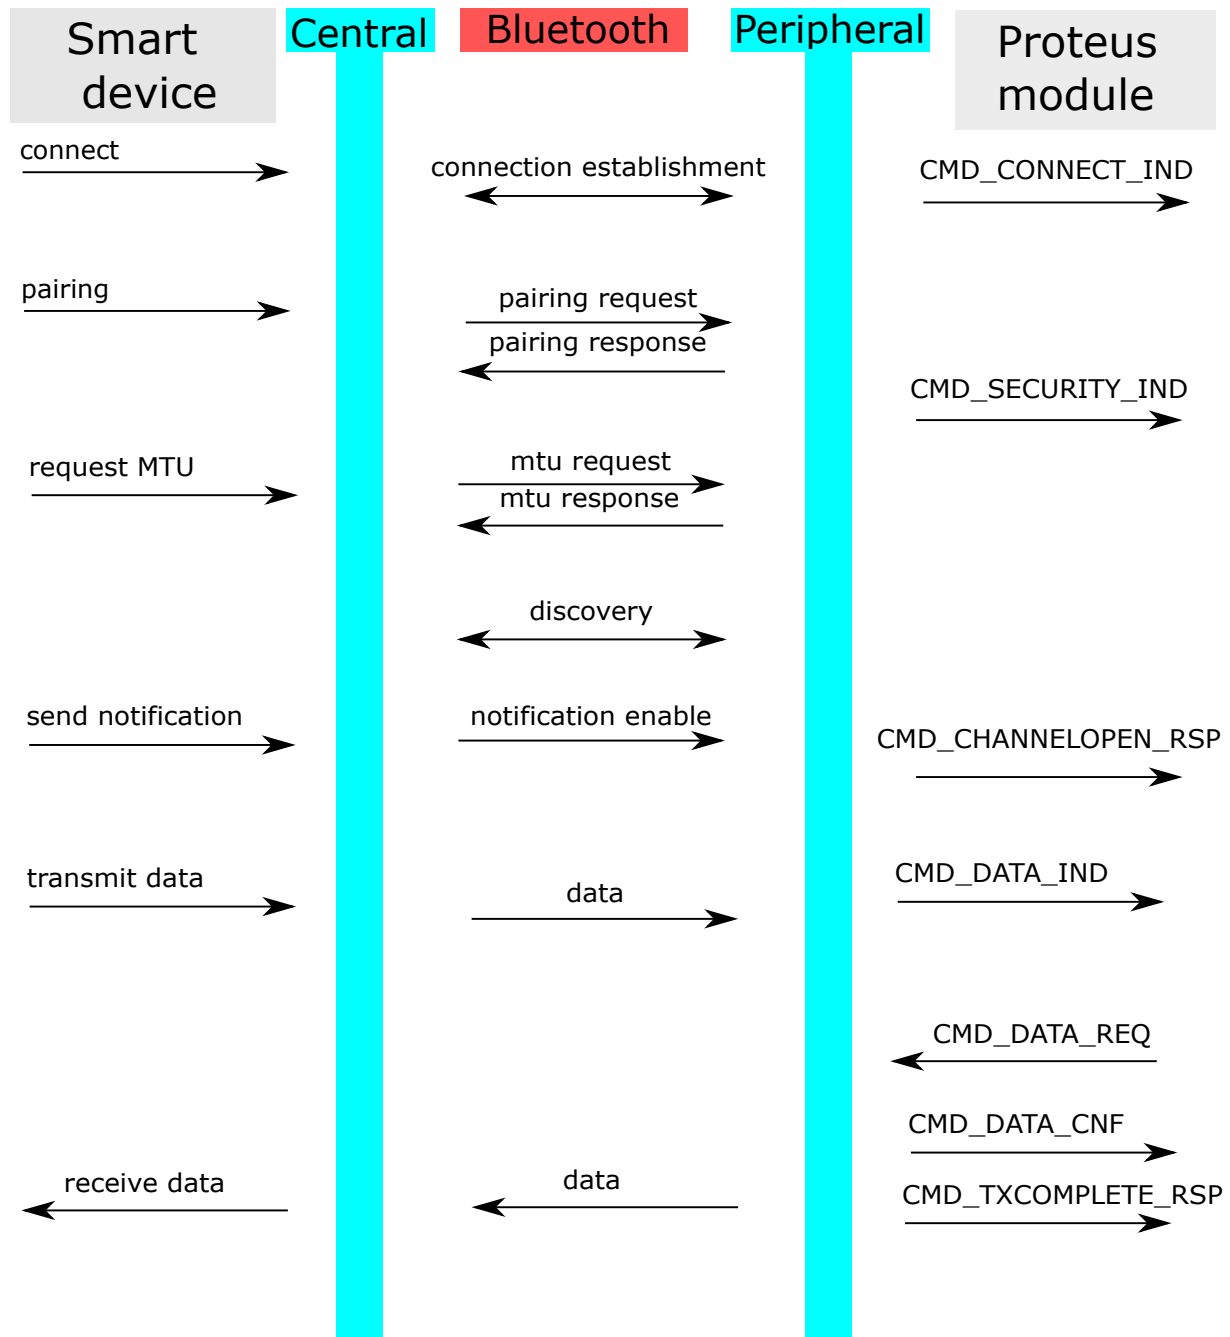 Smart
device
Central
Bluetooth
Peripheral
Proteus
module
connect
connection establishment
CMD_CONNECT_IND
pairing
pairing request
pairing response
CMD_SECURITY_IND
request MTU
mtu request
mtu response
discovery
send notification
notification enable
CMD_CHANNELOPEN_RSP
transmit data
data
CMD_DATA_IND
CMD_DATA_REQ
CMD_DATA_CNF
receive data
data
CMD_TXCOMPLETE_RSP